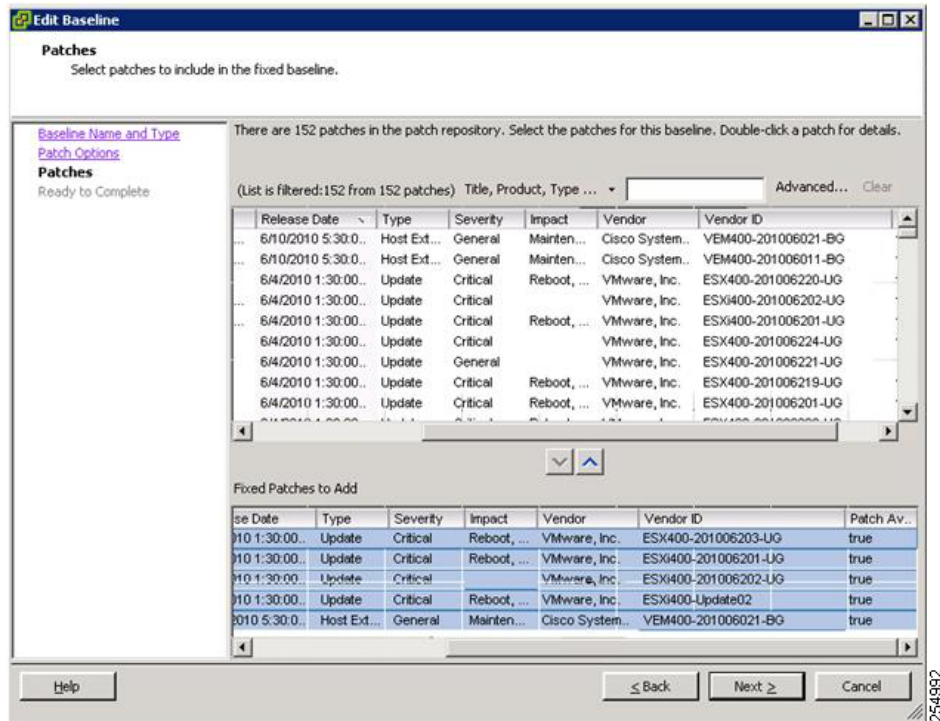 Edit Baseline
Patches
Select patches to include in the fixed baseline.
Baseline Name and Type
Patch Options
Patches
Ready to Complete
There are 152 patches in the patch repository. Select the patches for this baseline. Double-click a patch for details.
(List is filtered:152 from 152 patches) Title, Product, Type ... Advanced... Clear
Release Date Type Severity Impact Vendor Vendor ID
... 6/10/2010 5:30:0... Host Ext... General Mainten... Cisco System... VEM400-201006021-BG
... 6/10/2010 5:30:0... Host Ext... General Mainten... Cisco System... VEM400-201006011-BG
6/4/2010 1:30:00... Update Critical Reboot, ... VMware, Inc. ESX400-201006220-UG
... 6/4/2010 1:30:00... Update Critical VMware, Inc. ESXi400-201006202-UG
... 6/4/2010 1:30:00... Update Critical Reboot, ... VMware, Inc. ESXi400-201006201-UG
6/4/2010 1:30:00... Update Critical VMware, Inc. ESX400-201006224-UG
6/4/2010 1:30:00... Update General VMware, Inc. ESX400-201006221-UG
6/4/2010 1:30:00... Update Critical Reboot, ... VMware, Inc. ESX400-201006219-UG
6/4/2010 1:30:00... Update Critical Reboot, ... VMware, Inc. ESX400-201006201-UG
Fixed Patches to Add
se Date Type Severity Impact Vendor Vendor ID Patch Av...
010 1:30:00... Update Critical Reboot, ... VMware, Inc. ESX400-201006203-UG true
010 1:30:00... Update Critical Reboot, ... VMware, Inc. ESXi400-201006201-UG true
010 1:30:00... Update Critical VMware, Inc. ESXi400-201006202-UG true
010 1:30:00... Update Critical Reboot, ... VMware, Inc. ESXi400-Update02 true
2010 5:30:0... Host Ext... General Mainten... Cisco System... VEM400-201006021-BG true
Help < Back Next > Cancel
254992